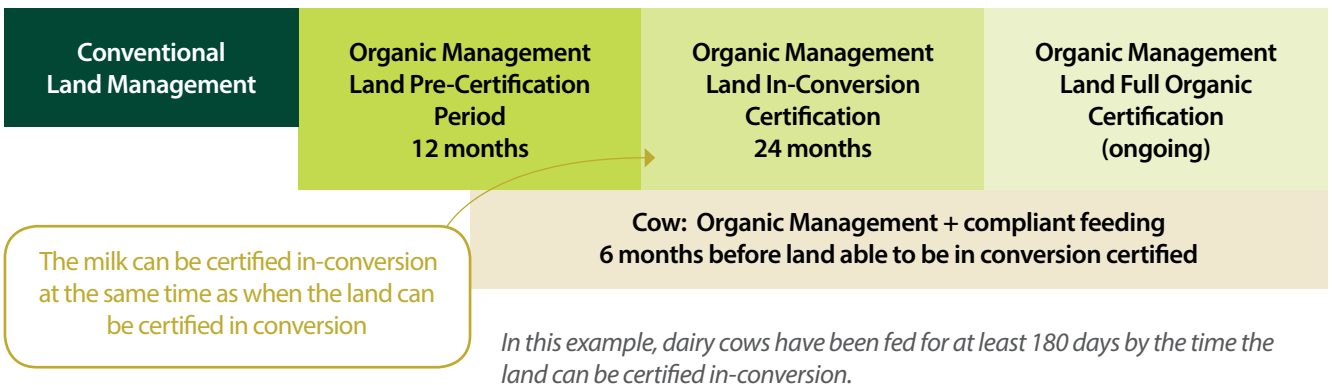 Conventional
Land Management
Organic Management
Land Pre-Certification
Period
12 months
Organic Management
Land In-Conversion
Certification
24 months
Organic Management
Land Full Organic
Certification
(ongoing)
Cow: Organic Management + compliant feeding
6 months before land able to be in conversion certified
The milk can be certified in-conversion
at the same time as when the land can
be certified in conversion
In this example, dairy cows have been fed for at least 180 days by the time the
land can be certified in-conversion.